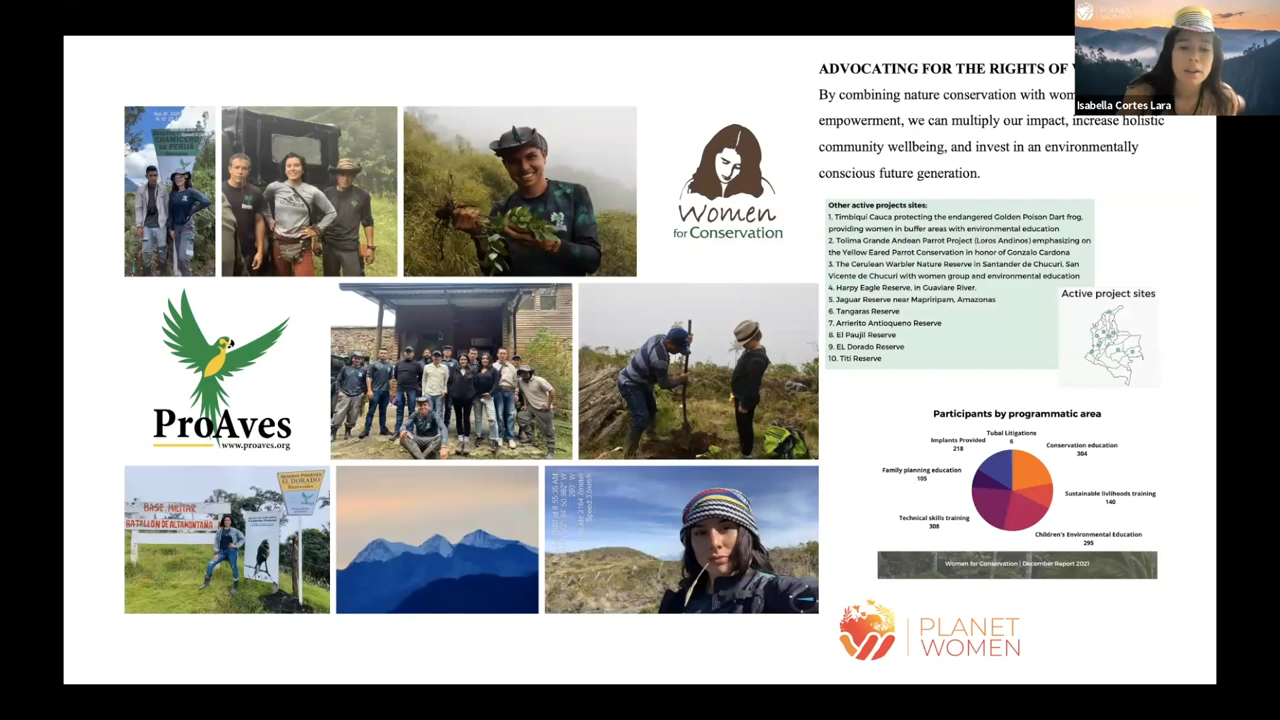 PLANET
WOMEN
Isabella Cortes Lara
ADVOCATING FOR THE RIGHTS OF
By combining nature conservation with
empowerment, we can multiply our impact, increase holistic
community wellbeing, and invest in an environmentally
conscious future generation.
Women
for Conservation
Other active projects sites:
1. Timbiqui Cauca protecting the endangered Golden Poison Dart frog,
providing women in buffer areas with environmental education
2. Tolima Grande Andean Parrot Project (Loros Andinos) emphasizing on
the Yellow Eared Parrot Conservation in honor of Gonzalo Cardona
3. The Cerulean Warbler Nature Reserve in Santander de Chucuri, San
Vicente de Chucuri with women group and environmental education
4. Harpy Eagle Reserve, in Guaviare River.
5. Jaguar Reserve near Mapriripam, Amazonas
6. Tangaras Reserve
7. Arrierito Antioqueno Reserve
8. El Paujil Reserve
9. EL Dorado Reserve
10. Titi Reserve
Active project sites
ProAves
www.proaves.org
Participants by programmatic area
Tubal Litigations
6
Implants Provided
218
Conservation education
304
Family planning education
105
Sustainable livlihoods training
140
Technical skills training
308
Children's Environmental Education
295
Women for Conservation | December Report 2021
BASE MILITAR
BATALLÓN DE ALTAMONTAÑA
EL DORADO
PLANET
WOMEN